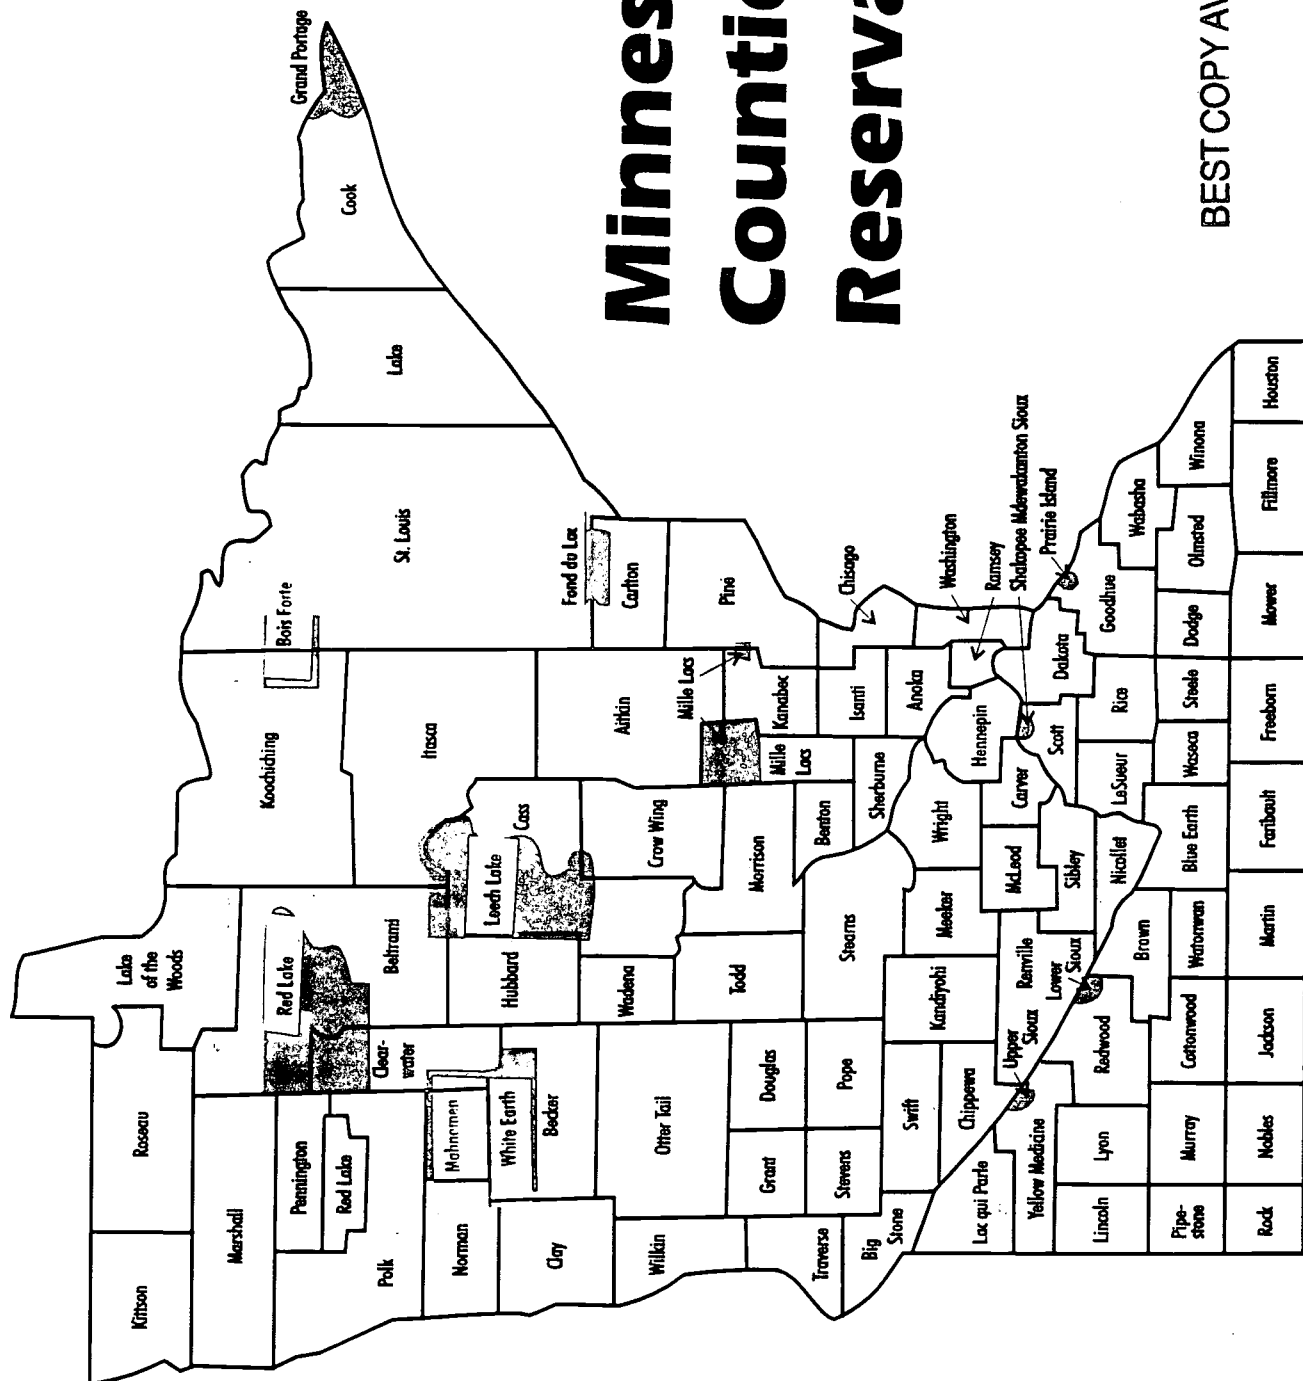 Minnes
Countie
Reserva
BEST COPY AV
Kittson
Roseau
Lake
of the
Woods
Marshall
Pennington
Red Lake
Polk
Red Lake
Beltrami
Clear-
water
Koochiching
Bois Forte
St. Louis
Lake
Cook
Grand Portage
Itasca
Norman
Mahnomen
White Earth
Becker
Clay
Hubbard
Leech Lake
Cass
Wadena
Crow Wing
Aitkin
Fond du Lac
Carlton
Pine
Mille Lacs
Wilkin
Otter Tail
Todd
Morrison
Mille
Lacs
Kanabec
Grant
Douglas
Traverse
Stevens
Pope
Stearns
Benton
Sherburne
Isanti
Chisago
Big
Stone
Swift
Kandiyohi
Meeker
Wright
Anoka
Hennepin
Washington
Ramsey
Shakopee Mdewakanton Sioux
Prairie Island
Lac qui Parle
Chippewa
Upper
Sioux
Yellow Medicine
Renville
Lower
Sioux
McLeod
Carver
Scott
Dakota
Sibley
Nicollet
LeSueur
Rice
Goodhue
Wabasha
Lincoln
Lyon
Redwood
Brown
Pipe-
stone
Murray
Cottonwood
Watonwan
Blue Earth
Waseca
Steele
Dodge
Olmsted
Winona
Rock
Nobles
Jackson
Martin
Faribault
Freeborn
Mower
Fillmore
Houston